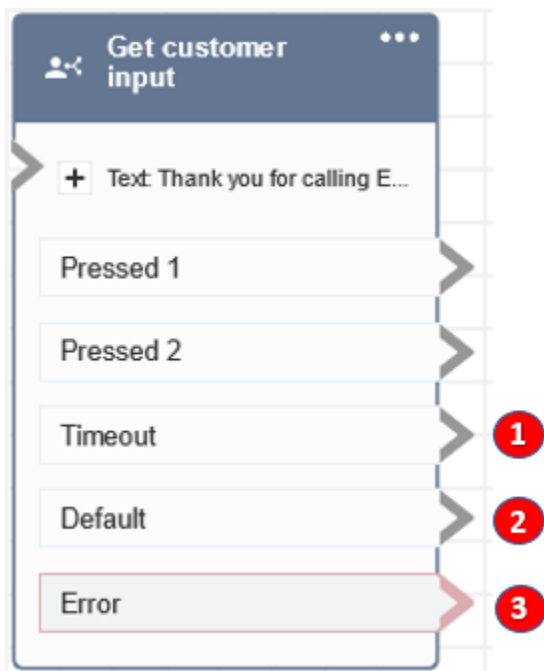 Get customer
input
Text: Thank you for calling E...
Pressed 1
Pressed 2
Timeout
1
Default
2
Error
3